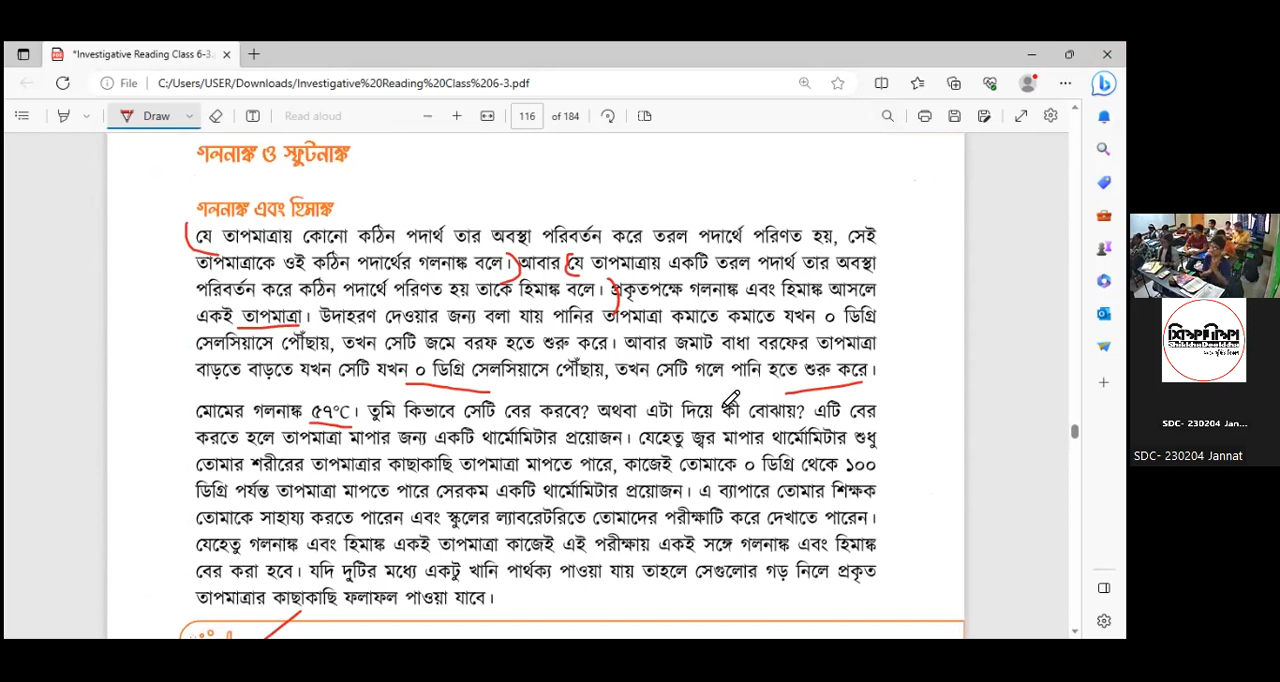 *Investigative Reading Class 6-3.
File
C:/Users/USER/Downloads/Investigative%20Reading%20Class%206-3.pdf
Draw
Read aloud
116 of 184
গলনাঙ্ক ও স্ফুটনাঙ্ক
গলনাঙ্ক এবং হিমাঙ্ক
যে তাপমাত্রায় কোনো কঠিন পদার্থ তার অবস্থা পরিবর্তন করে তরল পদার্থে পরিণত হয়, সেই
তাপমাত্রাকে ওই কঠিন পদার্থের গলনাঙ্ক বলে। আবার যে তাপমাত্রায় একটি তরল পদার্থ তার অবস্থা
পরিবর্তন করে কঠিন পদার্থে পরিণত হয় তাকে হিমাঙ্ক বলে। প্রকৃতপক্ষে গলনাঙ্ক এবং হিমাঙ্ক আসলে
একই তাপমাত্রা। উদাহরণ দেওয়ার জন্য বলা যায় পানির তাপমাত্রা কমাতে কমাতে যখন ০ ডিগ্রি
সেলসিয়াসে পৌঁছায়, তখন সেটি জমে বরফ হতে শুরু করে। আবার জমাট বাধা বরফের তাপমাত্রা
বাড়তে বাড়তে যখন সেটি যখন ০ ডিগ্রি সেলসিয়াসে পৌঁছায়, তখন সেটি গলে পানি হতে শুরু করে।
মোমের গলনাঙ্ক ৫৭°C। তুমি কিভাবে সেটি বের করবে? অথবা এটা দিয়ে কী বোঝায়? এটি বের
করতে হলে তাপমাত্রা মাপার জন্য একটি থার্মোমিটার প্রয়োজন। যেহেতু জ্বর মাপার থার্মোমিটার শুধু
তোমার শরীরের তাপমাত্রার কাছাকাছি তাপমাত্রা মাপতে পারে, কাজেই তোমাকে ০ ডিগ্রি থেকে ১০০
ডিগ্রি পর্যন্ত তাপমাত্রা মাপতে পারে সেরকম একটি থার্মোমিটার প্রয়োজন। এ ব্যাপারে তোমার শিক্ষক
তোমাকে সাহায্য করতে পারেন এবং স্কুলের ল্যাবরেটরিতে তোমাদের পরীক্ষাটি করে দেখাতে পারেন।
যেহেতু গলনাঙ্ক এবং হিমাঙ্ক একই তাপমাত্রা কাজেই এই পরীক্ষায় একই সঙ্গে গলনাঙ্ক এবং হিমাঙ্ক
বের করা হবে। যদি দুটির মধ্যে একটু খানি পার্থক্য পাওয়া যায় তাহলে সেগুলোর গড় নিলে প্রকৃত
তাপমাত্রার কাছাকাছি ফলাফল পাওয়া যাবে।
SDC- 230204 Jan...
SDC- 230204 Jannat